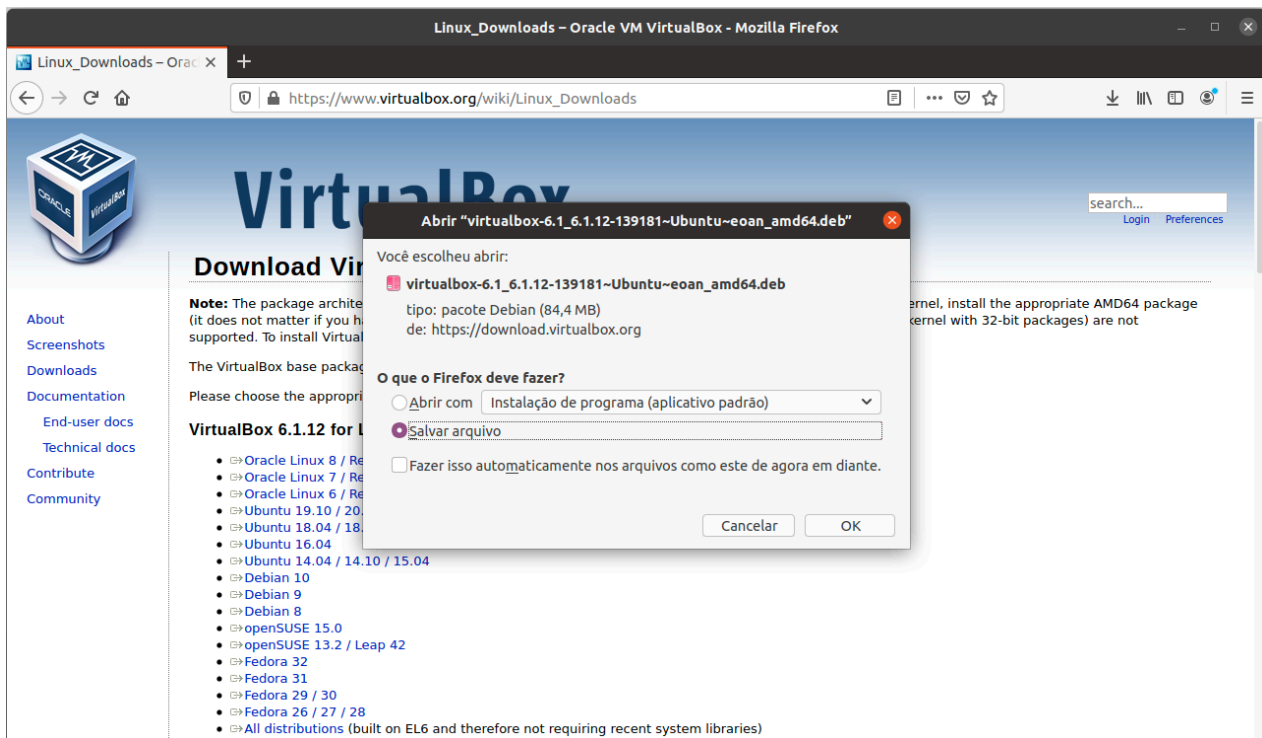 Linux_Downloads – Oracle VM VirtualBox - Mozilla Firefox
Linux_Downloads – Orac
https://www.virtualbox.org/wiki/Linux_Downloads
ORACLE
VirtualBox
VirtualBox
search...
Login Preferences
About
Screenshots
Downloads
Documentation
End-user docs
Technical docs
Contribute
Community
Download Vir
Note: The package archite ernel, install the appropriate AMD64 package
(it does not matter if you h kernel with 32-bit packages) are not
supported. To install Virtual
The VirtualBox base packag
Please choose the appropri
VirtualBox 6.1.12 for L
Oracle Linux 8 / Re
Oracle Linux 7 / Re
Oracle Linux 6 / Re
Ubuntu 19.10 / 20.
Ubuntu 18.04 / 18.
Ubuntu 16.04
Ubuntu 14.04 / 14.10 / 15.04
Debian 10
Debian 9
Debian 8
openSUSE 15.0
openSUSE 13.2 / Leap 42
Fedora 32
Fedora 31
Fedora 29 / 30
Fedora 26 / 27 / 28
All distributions (built on EL6 and therefore not requiring recent system libraries)
Abrir “virtualbox-6.1_6.1.12-139181~Ubuntu~eoan_amd64.deb”
Você escolheu abrir:
virtualbox-6.1_6.1.12-139181~Ubuntu~eoan_amd64.deb
tipo: pacote Debian (84,4 MB)
de: https://download.virtualbox.org
O que o Firefox deve fazer?
Abrir com Instalação de programa (aplicativo padrão)
Salvar arquivo
Fazer isso automaticamente nos arquivos como este de agora em diante.
Cancelar OK